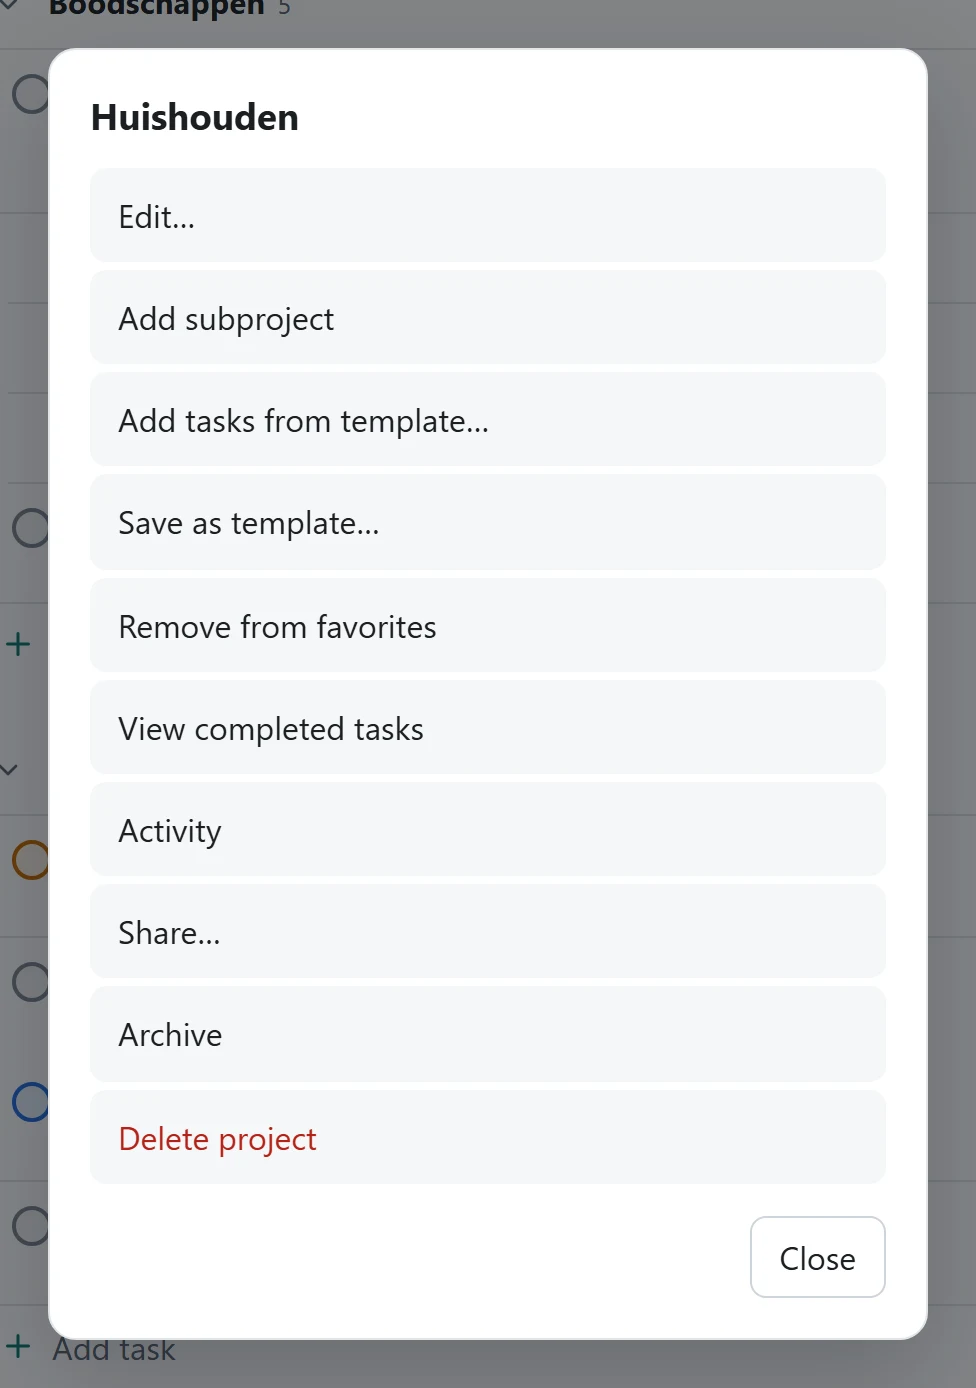 Boodschappen 5
Huishouden
Edit...
Add subproject
Add tasks from template...
Save as template...
Remove from favorites
View completed tasks
Activity
Share...
Archive
Delete project
Close
Add task